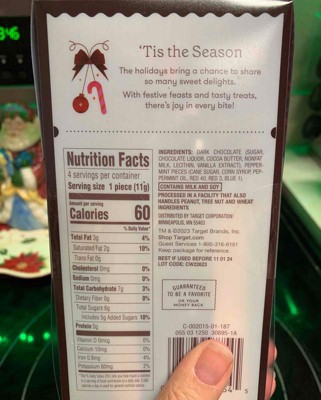 'Tis the Season
The holidays bring a chance to share
so many sweet delights.
With festive feasts and tasty treats,
there's joy in every bite!
Nutrition Facts
4 servings per container
Serving size 1 piece (11g)
Amount per serving
Calories 60
% Daily Value*
Total Fat 3g 4%
Saturated Fat 2g 10%
Trans Fat 0g
Cholesterol 0mg 0%
Sodium 0mg 0%
Total Carbohydrate 7g 3%
Dietary Fiber 0g 0%
Total Sugars 6g
Includes 5g Added Sugars 10%
Protein
Vitamin D 0mcg 0%
Calcium 10mg 0%
Iron 0.8mg 4%
Potassium 60mg 2%
INGREDIENTS: DARK CHOCOLATE (SUGAR,
CHOCOLATE LIQUOR, COCOA BUTTER, NONFAT
MILK, LECITHIN, VANILLA EXTRACT), PEPPER-
MINT PIECES (CANE SUGAR, CORN SYRUP, PEP-
PERMINT OIL, RED 40, RED 3, BLUE 1).
CONTAINS MILK AND SOY
PROCESSED IN A FACILITY THAT ALSO
HANDLES PEANUT, TREE NUT AND WHEAT
INGREDIENTS
DISTRIBUTED BY TARGET CORPORATION
MINNEAPOLIS, MN 55403
TM & ©2023 Target Brands, Inc.
Shop Target.com
Guest Services 1-800-316-6151
Keep package for reference
BEST IF USED BEFORE 11 01 24
LOT CODE: CW22623
GUARANTEED
TO BE A FAVORITE
OR YOUR
MONEY BACK
C-002015-01-187
055 03 1250 30895-1A